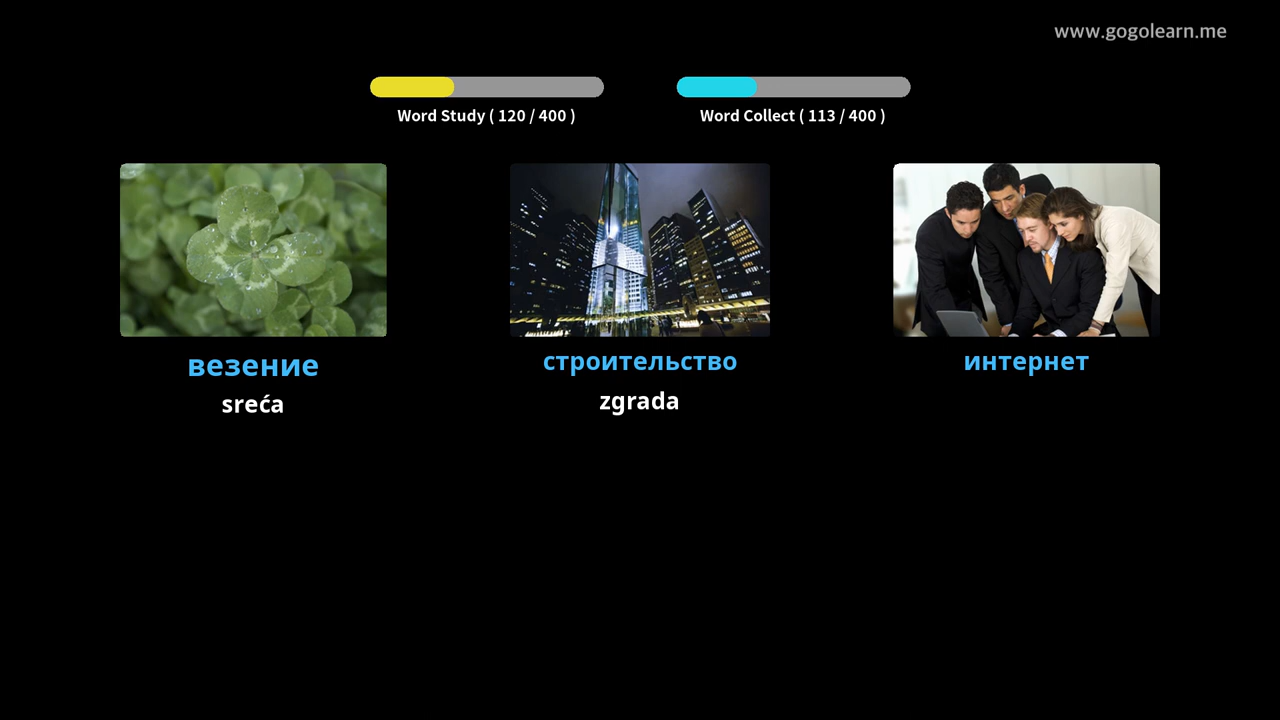 www.gogolearn.me
Word Study ( 120 / 400 )
Word Collect ( 113 / 400 )
везение
sreća
строительство
zgrada
интернет